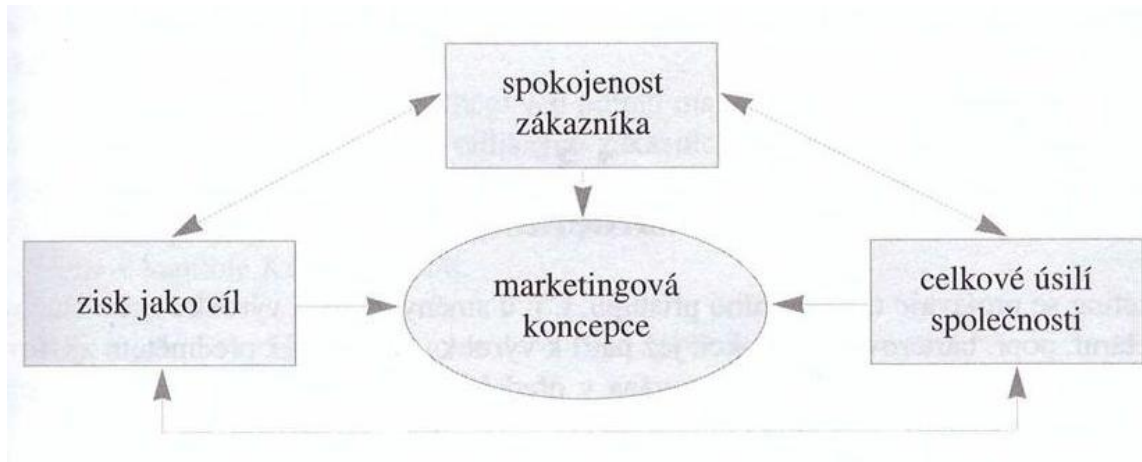 spokojenost
zákazníka
zisk jako cíl
marketingová
koncepce
celkové úsilí
společnosti